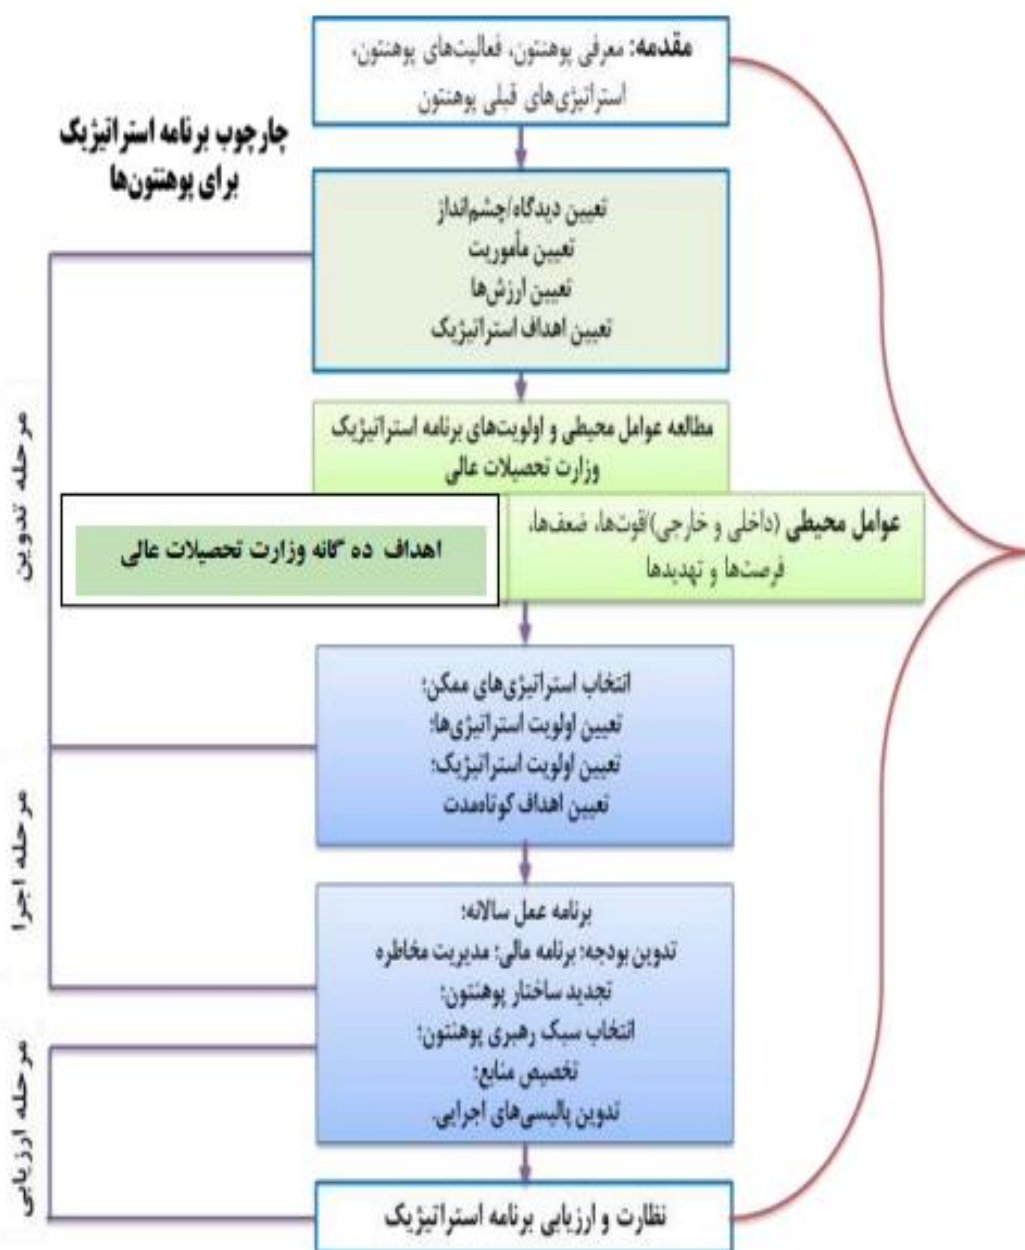 مقدمه: معرفی پوهنتون، فعالیت‌های پوهنتون،
استراتیژی‌های قبلی پوهنتون
چارچوب برنامه استراتیژیک
برای پوهنتون‌ها
تعیین دیدگاه/چشم‌انداز
تعیین مأموریت
تعیین ارزش‌ها
تعیین اهداف استراتیژیک
مطالعه عوامل محیطی و اولویت‌های برنامه استراتیژیک
وزارت تحصیلات عالی
عوامل محیطی (داخلی و خارجی)/قوت‌ها، ضعف‌ها،
فرصت‌ها و تهدیدها
اهداف ده گانه وزارت تحصیلات عالی
مرحله تدوین
انتخاب استراتیژی‌های ممکن؛
تعیین اولویت استراتیژی‌ها؛
تعیین اولویت استراتیژیک؛
تعیین اهداف کوتاه‌مدت
مرحله اجرا
برنامه عمل سالانه؛
تدوین بودجه؛ برنامه مالی؛ مدیریت مخاطره
تجدید ساختار پوهنتون؛
انتخاب سبک رهبری پوهنتون؛
تخصیص منابع؛
تدوین پالیسی‌های اجرایی.
مرحله ارزیابی
نظارت و ارزیابی برنامه استراتیژیک